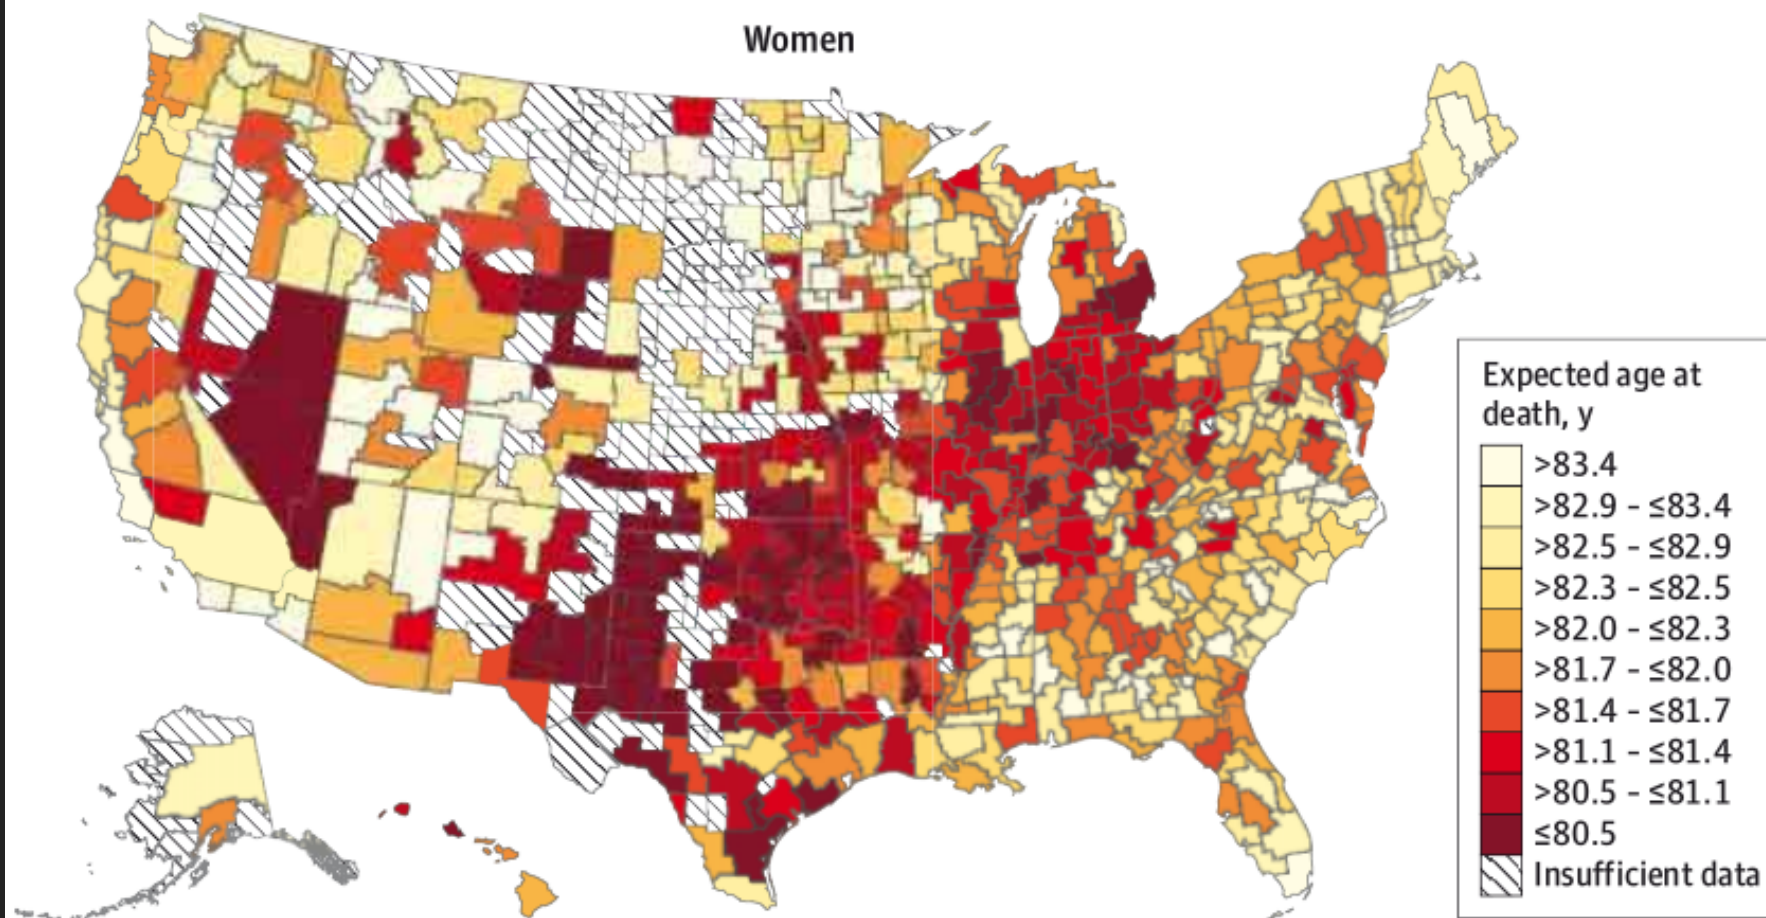 Women
Expected age at
death, y
>83.4
>82.9 - ≤83.4
>82.5 - ≤82.9
>82.3 - ≤82.5
>82.0 - ≤82.3
>81.7 - ≤82.0
>81.4 - ≤81.7
>81.1 - ≤81.4
>80.5 - ≤81.1
≤80.5
Insufficient data